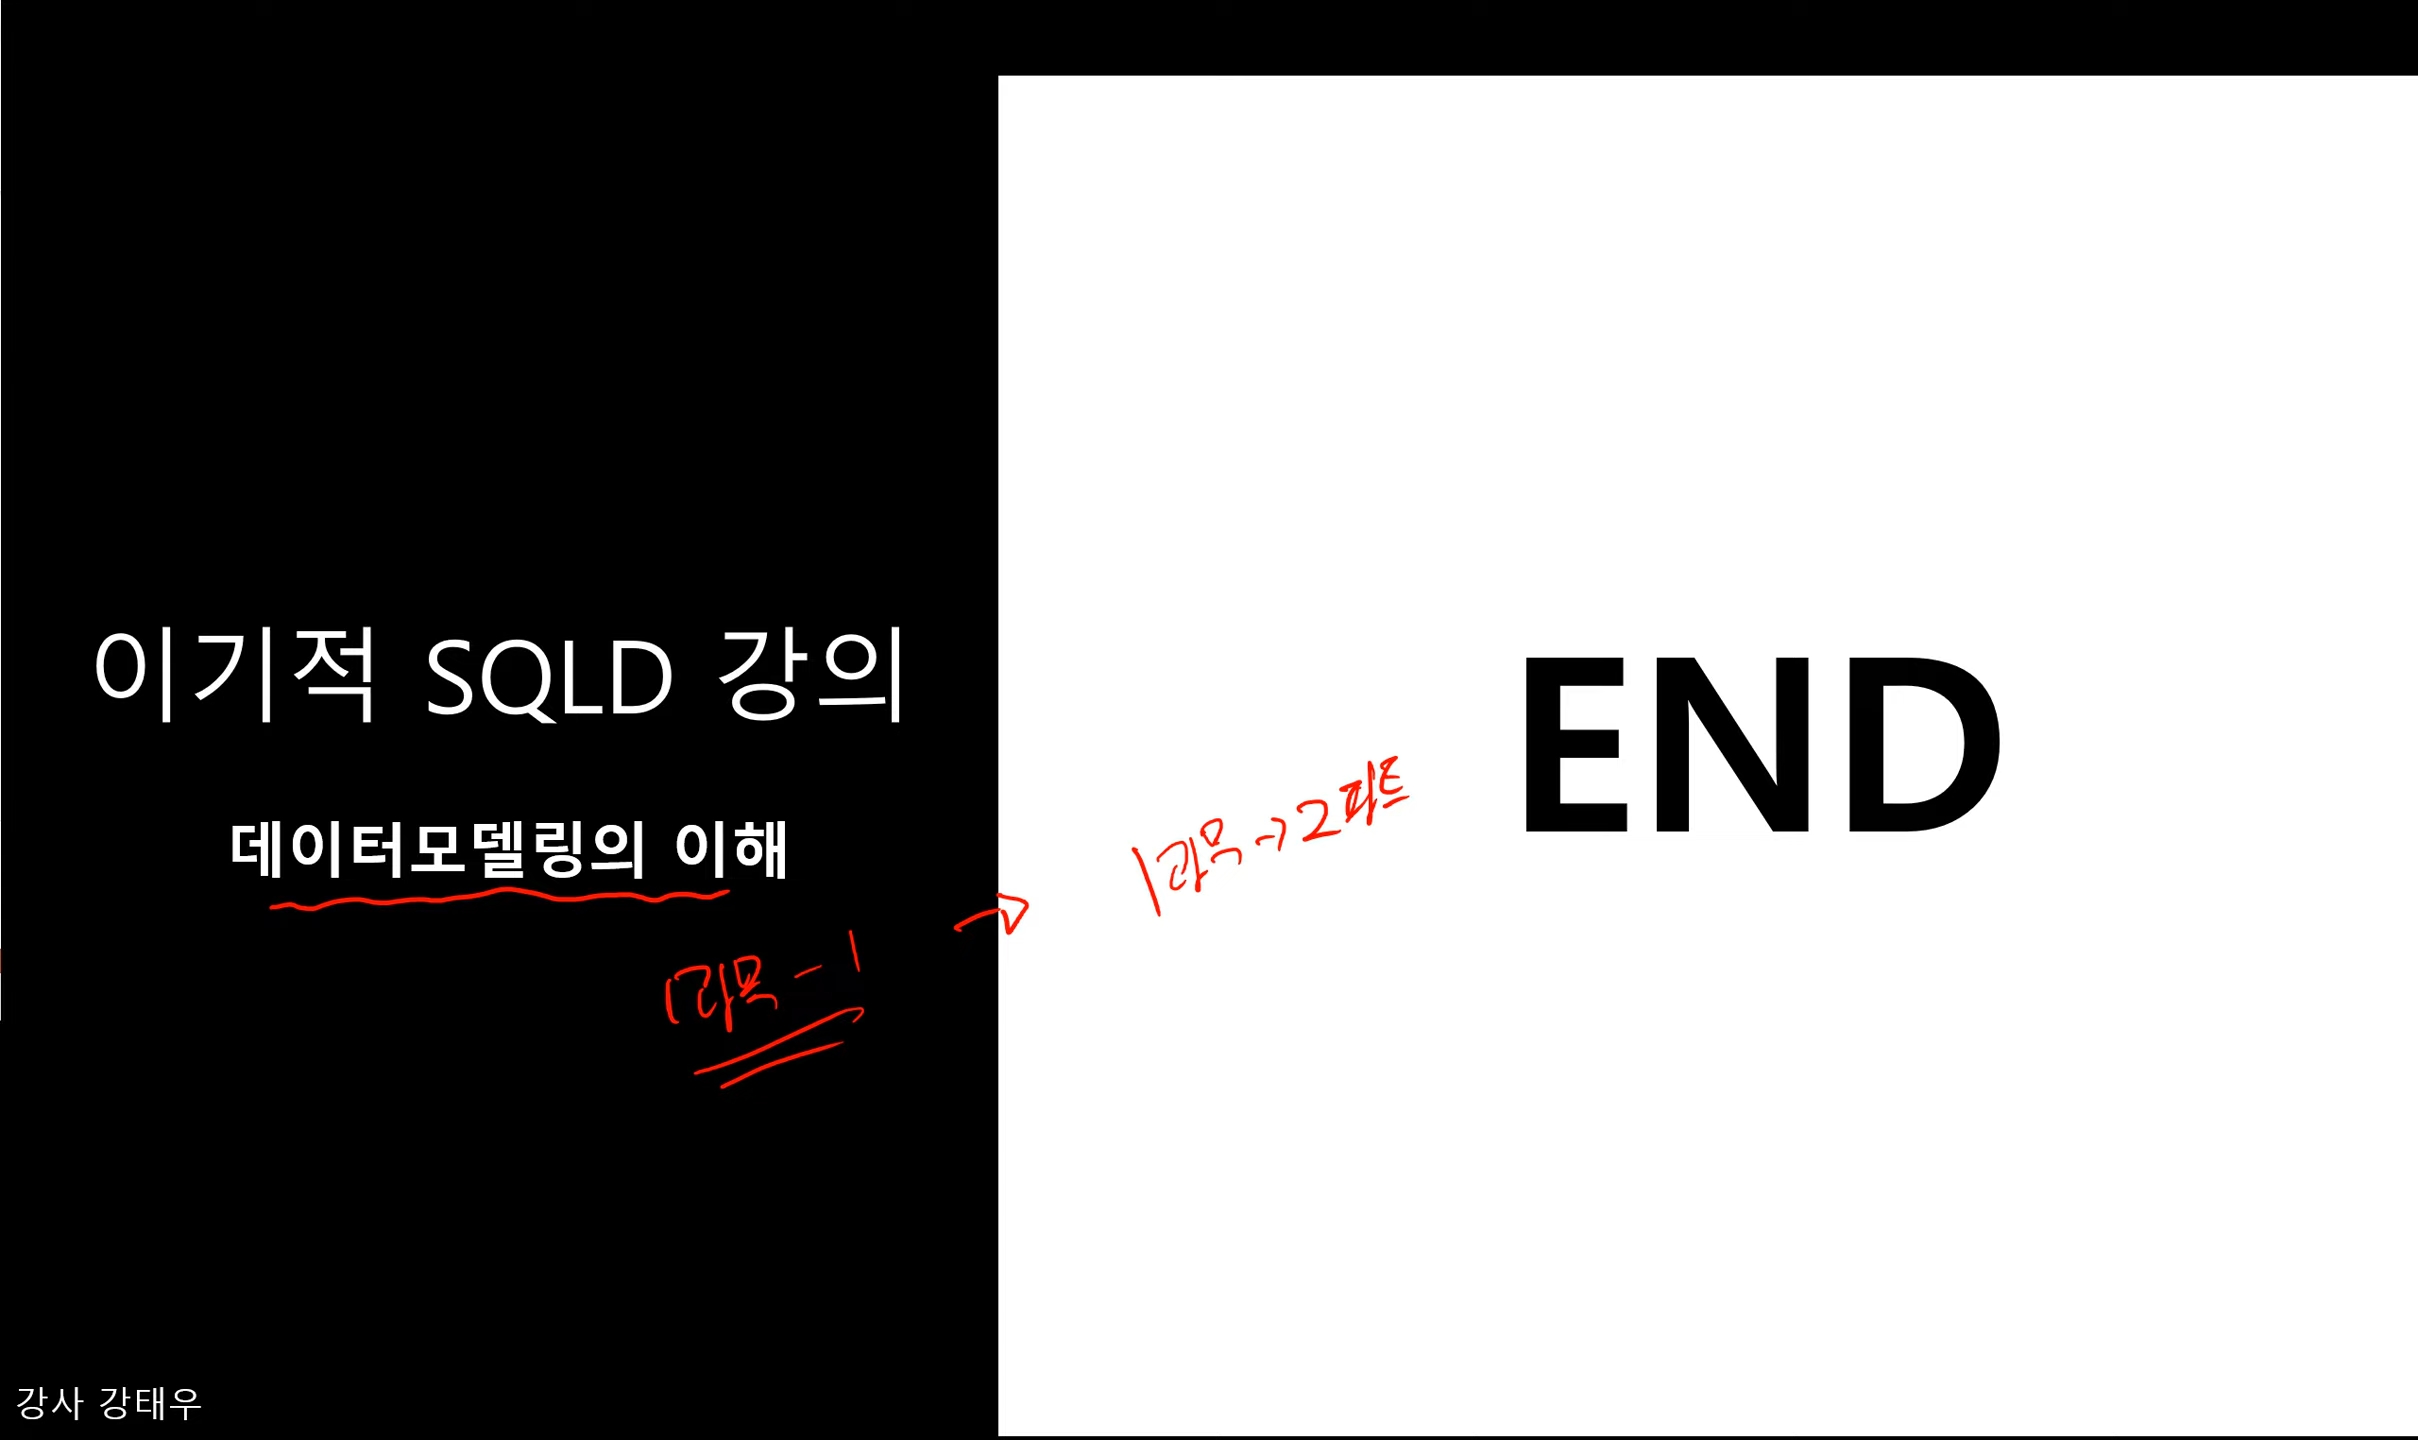 이기적 SQLD 강의
데이터모델링의 이해
1과목 - 1
1과목 → 2파트
END
강사 강태우